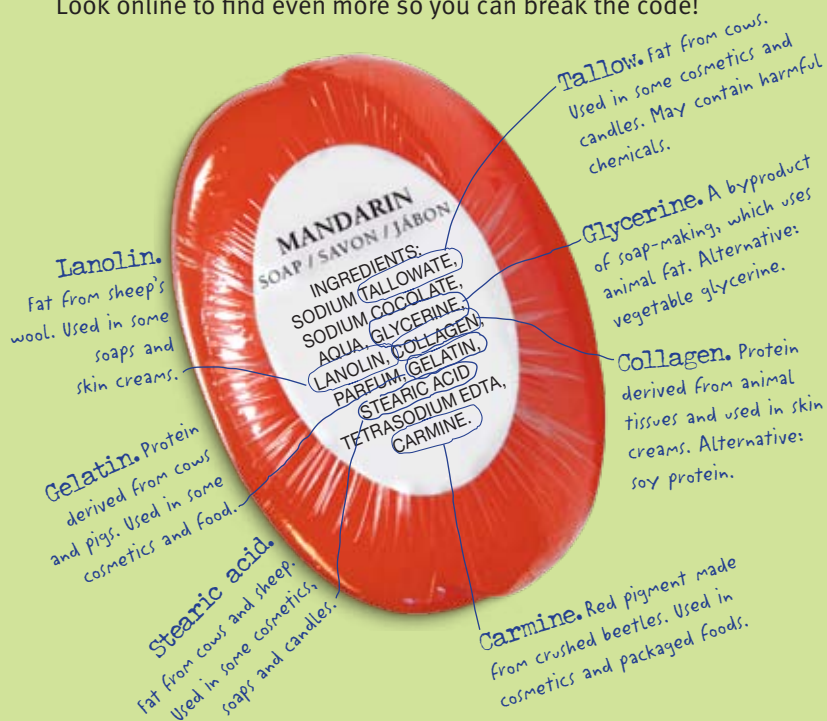 Look online to find even more so you can break the code!
Tallow. Fat from cows.
Used in some cosmetics and
candles. May contain harmful
chemicals.
Glycerine. A byproduct
of soap-making, which uses
animal fat. Alternative:
vegetable glycerine.
Collagen. Protein
derived from animal
tissues and used in skin
creams. Alternative:
soy protein.
Carmine. Red pigment made
from crushed beetles. Used in
cosmetics and packaged foods.
Lanolin.
Fat from sheep's
wool. Used in some
soaps and
skin creams.
Gelatin. Protein
derived from cows
and pigs. Used in some
cosmetics and food.
Stearic acid.
Fat from cows and sheep.
Used in some cosmetics,
soaps and candles.
MANDARIN
SOAP / SAVON / JÁBON
INGREDIENTS:
SODIUM TALLOWATE,
SODIUM COCOLATE,
AQUA, GLYCERINE,
LANOLIN, COLLAGEN,
PARFUM, GELATIN,
STEARIC ACID
TETRASODIUM EDTA,
CARMINE.